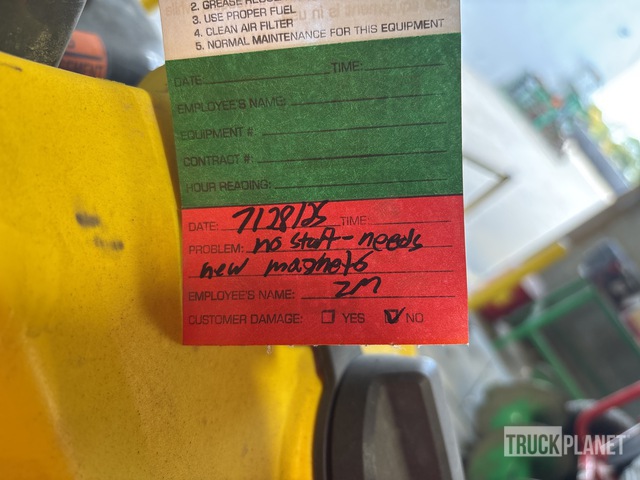 2. GREASE
3. USE PROPER FUEL
4. CLEAN AIR FILTER
5. NORMAL MAINTENANCE FOR THIS EQUIPMENT
DATE TIME:
EMPLOYEE'S NAME:
EQUIPMENT #:
CONTRACT #:
HOUR READING:
DATE: 7/28/25 TIME:
PROBLEM: no start - needs
new magneto
EMPLOYEE'S NAME: ZM
CUSTOMER DAMAGE: YES NO
TRUCKPLANET